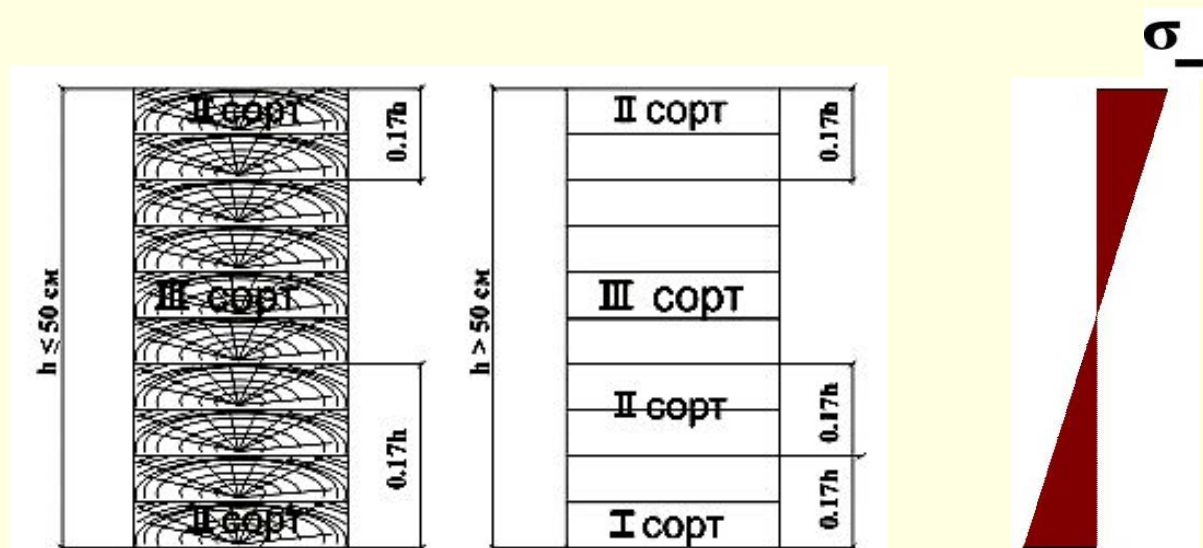 σ_
II сорт
0.17h
III сорт
h ≤ 50 см
0.17h
II сорт
II сорт
0.17h
III сорт
h > 50 см
II сорт
0.17h
0.17h
I сорт